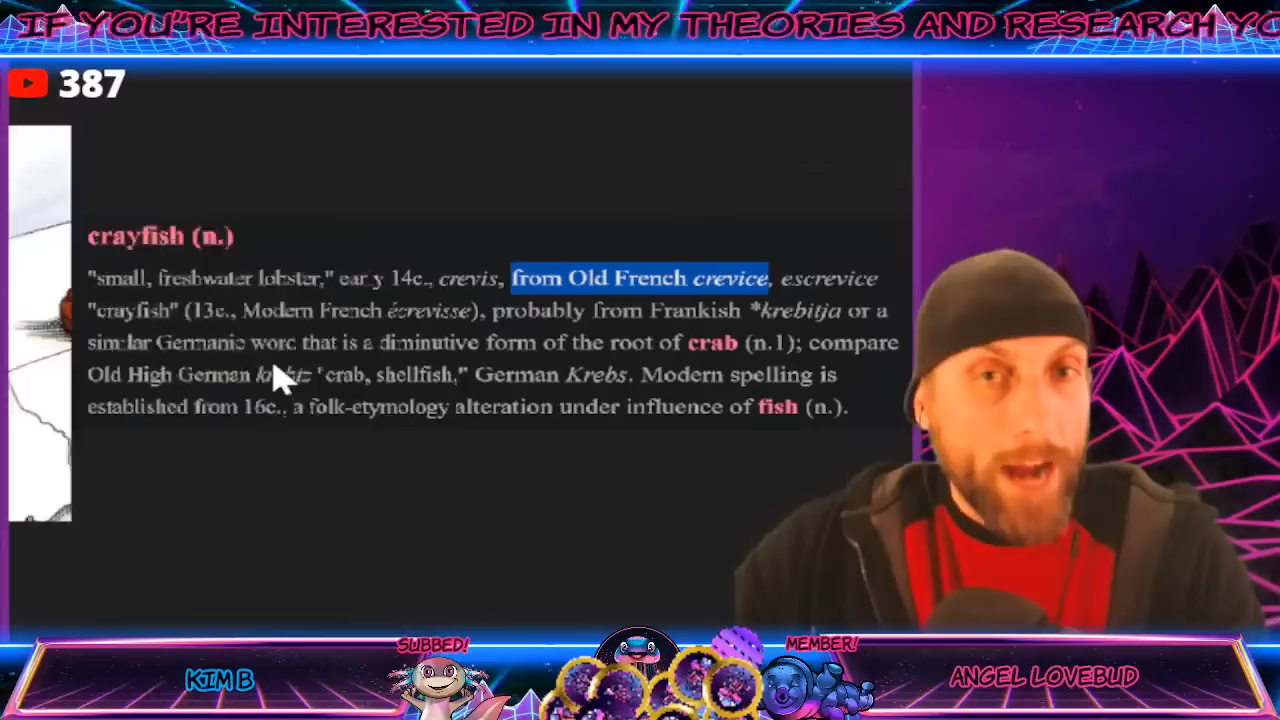 IF YOU"RE INTERESTED IN MY THEORIES AND RESEARCH YO
387
crayfish (n.)
"small, freshwater lobster," ear y 14c., crevis, from Old French crevice, escrevice
"crayfish" (13c., Modern French écrevisse), probably from Frankish *krebitja or a
similar Germanic word that is a diminutive form of the root of crab (n.1); compare
Old High German "crab, shellfish," German Krebs. Modern spelling is
established from 16c., a folk-etymology alteration under influence of fish (n.).
SUBBED!
MEMBER!
KIM B
ANGEL LOVEBUD